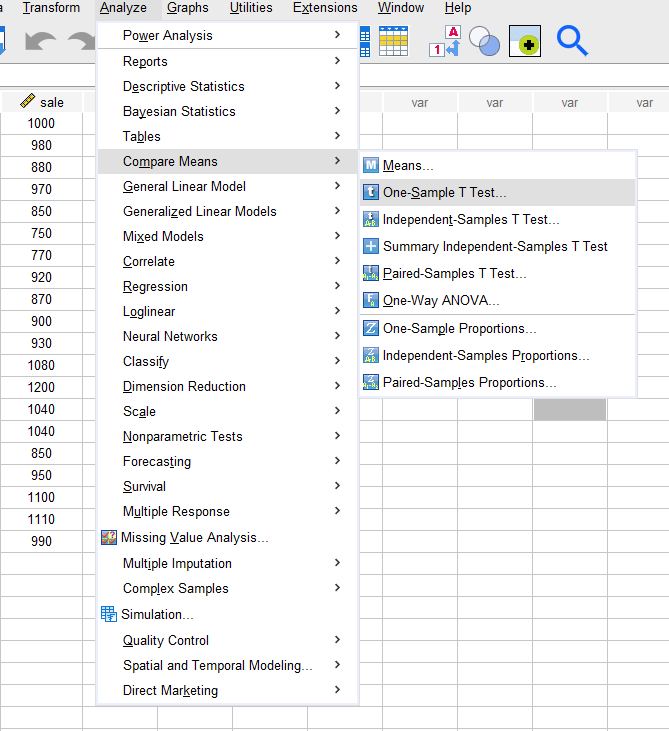 Transform Analyze Graphs Utilities Extensions Window Help
sale var var var var
1000
980
880
970
850
750
770
920
870
900
930
1080
1200
1040
1040
850
950
1100
1110
990
Power Analysis
Reports
Descriptive Statistics
Bayesian Statistics
Tables
Compare Means
General Linear Model
Generalized Linear Models
Mixed Models
Correlate
Regression
Loglinear
Neural Networks
Classify
Dimension Reduction
Scale
Nonparametric Tests
Forecasting
Survival
Multiple Response
Missing Value Analysis...
Multiple Imputation
Complex Samples
Simulation...
Quality Control
Spatial and Temporal Modeling...
Direct Marketing
Means...
One-Sample T Test...
Independent-Samples T Test...
Summary Independent-Samples T Test
Paired-Samples T Test...
One-Way ANOVA...
One-Sample Proportions...
Independent-Samples Proportions...
Paired-Samples Proportions...